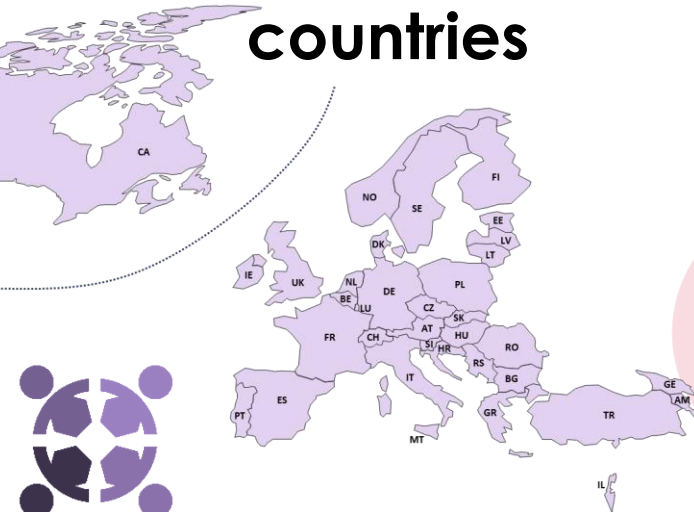 countries
CA
NO
SE
FI
EE
LV
LT
DK
IE
UK
NL
BE
LU
DE
PL
CZ
SK
FR
CH
AT
HU
SI
HR
RO
RS
BG
IT
PT
ES
MT
GR
TR
GE
AM
IL